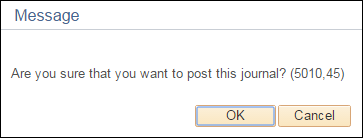 Message
Are you sure that you want to post this journal? (5010,45)
OK Cancel